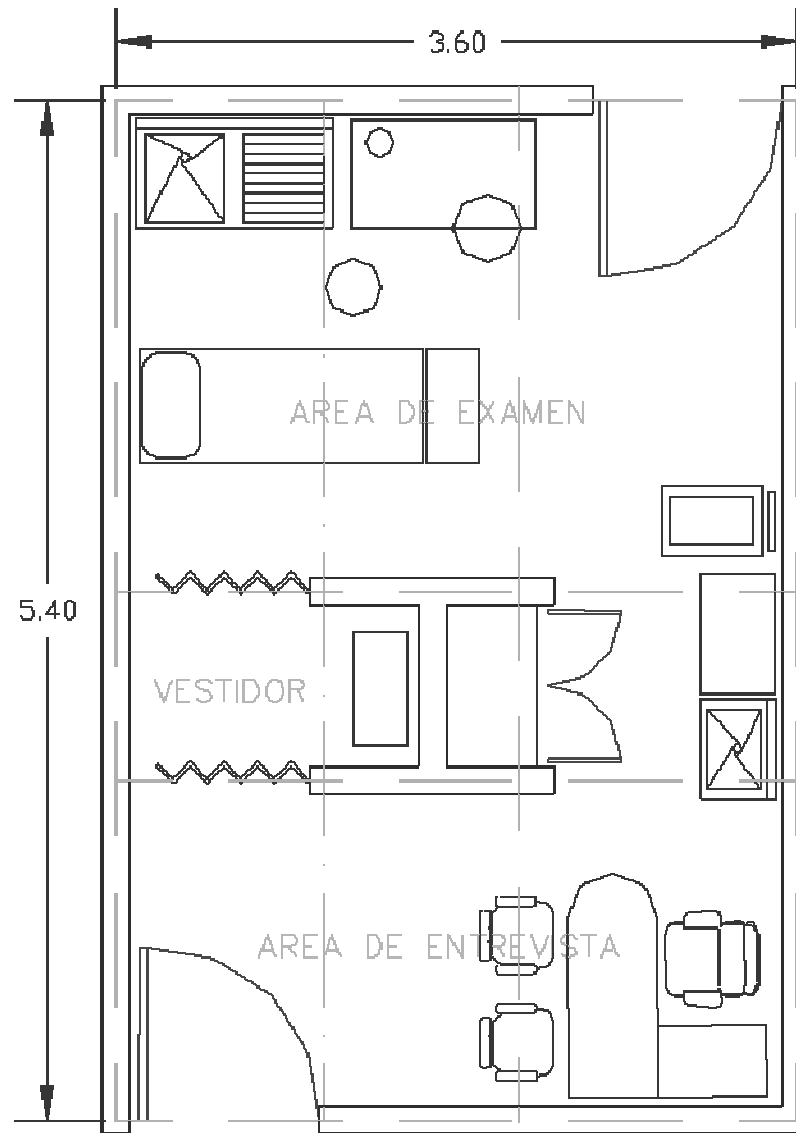 3.60
AREA DE EXAMEN
5.40
VESTIDOR
AREA DE ENTREVISTA